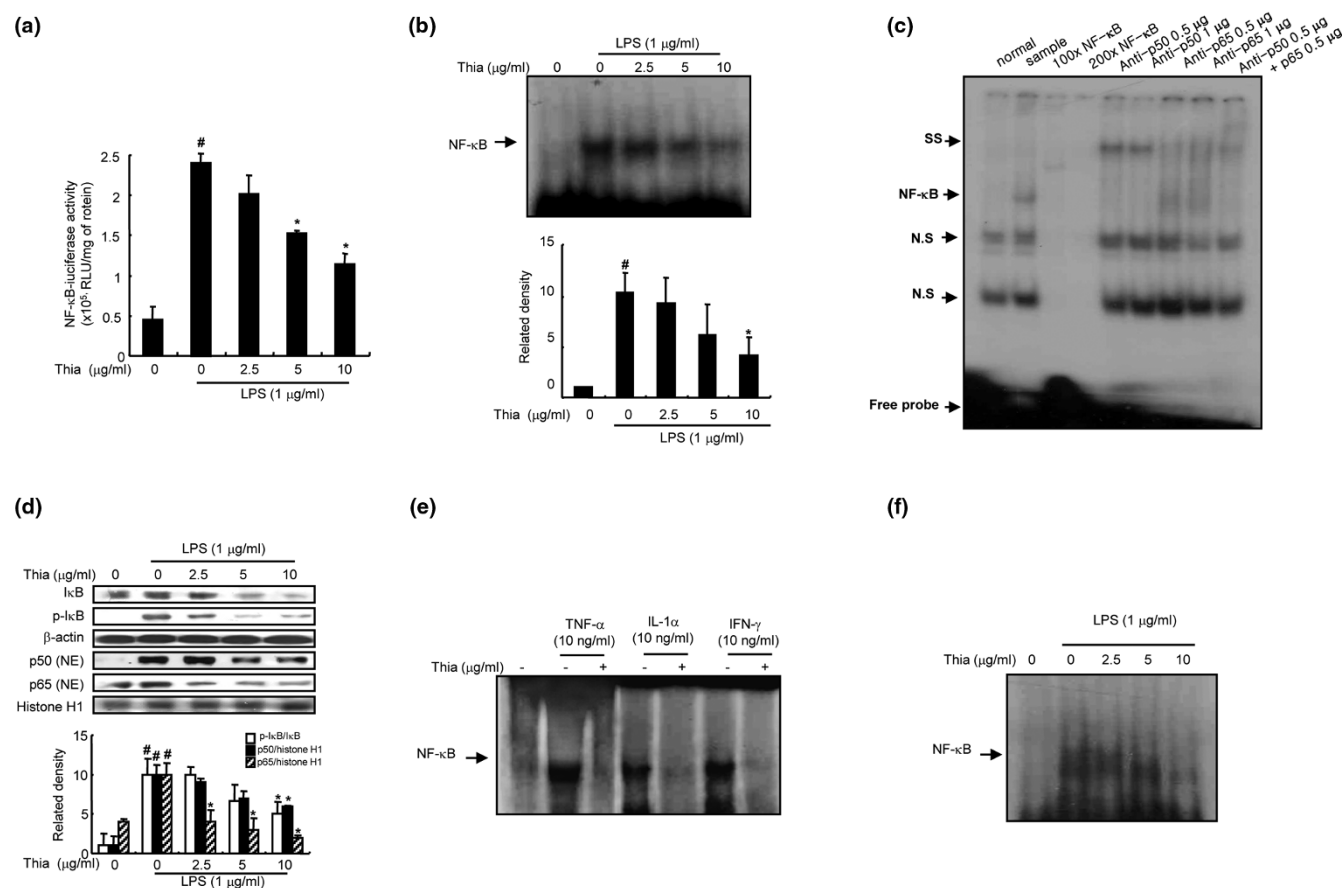 (a)
#
2.5
2
1.5
1
0.5
0
*
*
NF-κB-iuciferase activity
(x10⁵, RLU/mg of rotein)
Thia (μg/ml) 0 0 2.5 5 10
LPS (1 μg/ml)
(b)
LPS (1 μg/ml)
Thia (μg/ml) 0 0 2.5 5 10
NF-κB
15
10
5
0
#
*
Related density
Thia (μg/ml) 0 0 2.5 5 10
LPS (1 μg/ml)
(c)
normal
sample
100x NF-κB
200x NF-κB
Anti-p50 0.5 μg
Anti-p50 1 μg
Anti-p65 0.5 μg
Anti-p65 1 μg
Anti-p50 0.5 μg
+ p65 0.5 μg
SS
NF-κB
N.S
N.S
Free probe
(d)
LPS (1 μg/ml)
Thia (μg/ml) 0 0 2.5 5 10
IκB
p-IκB
β-actin
p50 (NE)
p65 (NE)
Histone H1
15
10
5
0
# # #
* * * * *
p-IκB/IκB
p50/histone H1
p65/histone H1
Related density
Thia (μg/ml) 0 0 2.5 5 10
LPS (1 μg/ml)
(e)
TNF-α IL-1α IFN-γ
(10 ng/ml) (10 ng/ml) (10 ng/ml)
Thia (μg/ml) - - + - + - +
NF-κB
(f)
LPS (1 μg/ml)
Thia (μg/ml) 0 0 2.5 5 10
NF-κB